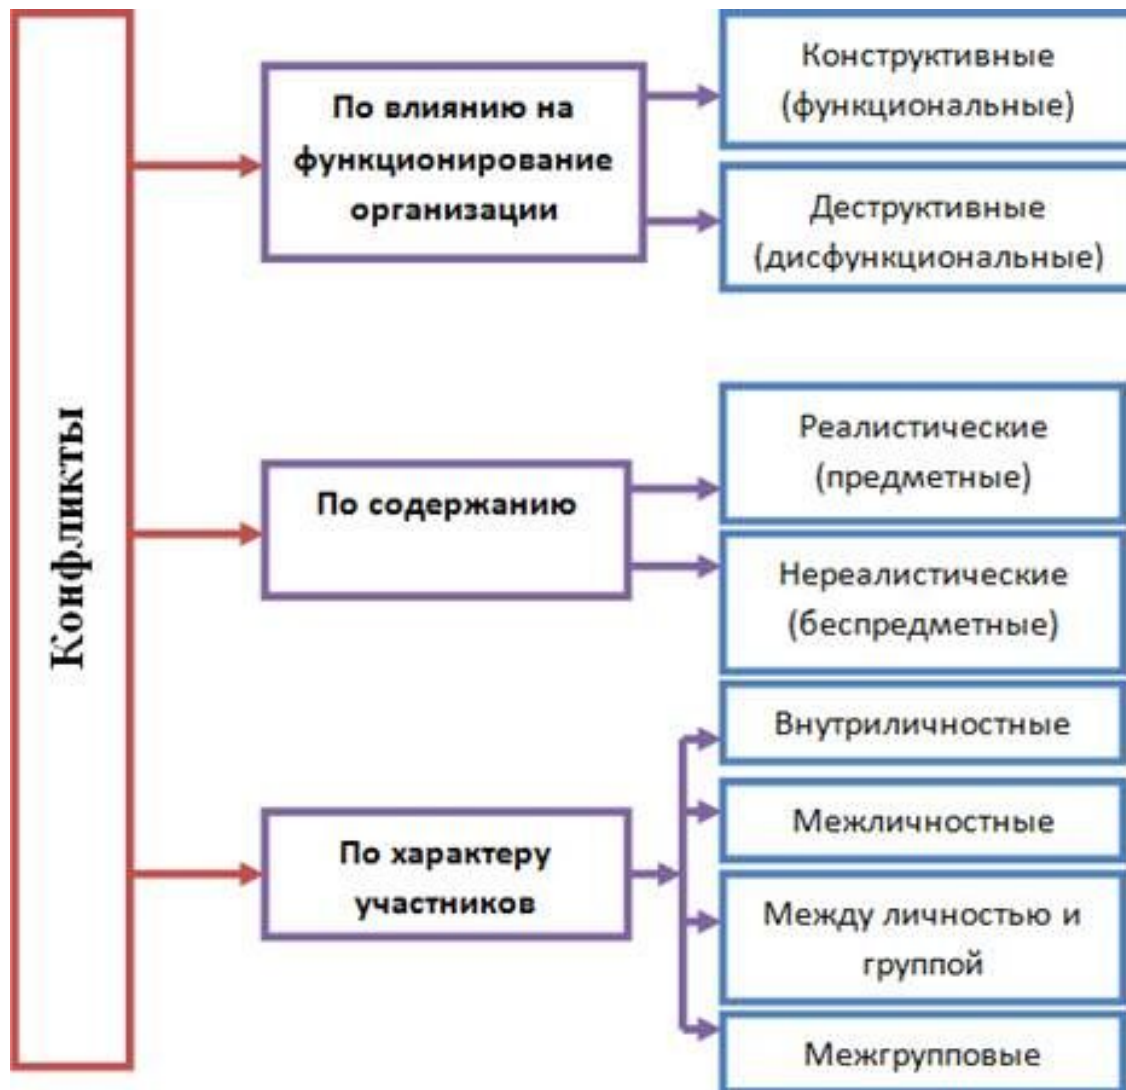 Конфликты
По влиянию на
функционирование
организации
Конструктивные
(функциональные)
Деструктивные
(дисфункциональные)
По содержанию
Реалистические
(предметные)
Нереалистические
(беспредметные)
По характеру
участников
Внутриличностные
Межличностные
Между личностью и
группой
Межгрупповые